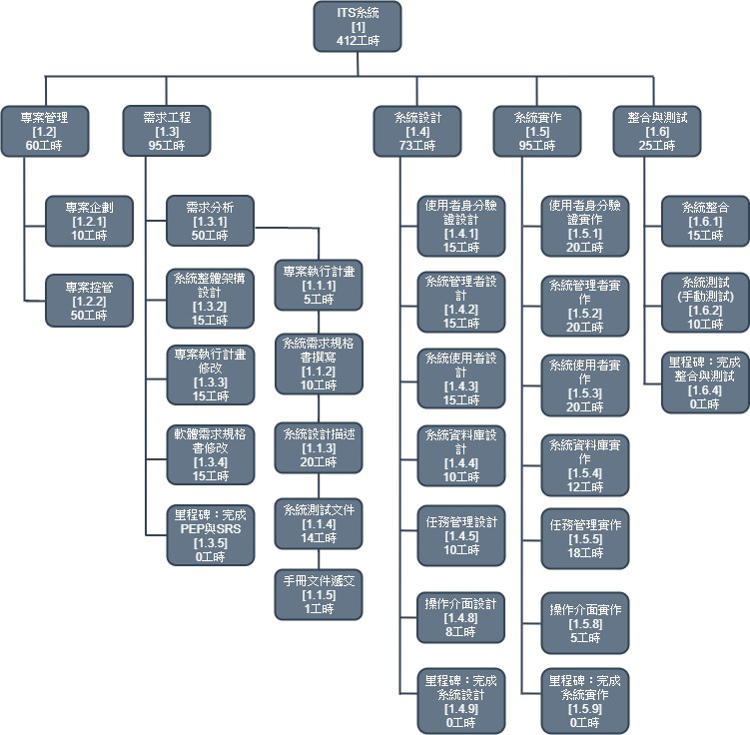 ITS系統
[1]
412工時
專案管理
[1.2]
60工時
需求工程
[1.3]
95工時
系統設計
[1.4]
73工時
系統實作
[1.5]
95工時
整合與測試
[1.6]
25工時
專案企劃
[1.2.1]
10工時
專案控管
[1.2.2]
50工時
需求分析
[1.3.1]
50工時
系統整體架構
設計
[1.3.2]
15工時
專案執行計畫
修改
[1.3.3]
15工時
軟體需求規格
書修改
[1.3.4]
15工時
里程碑：完成
PEP與SRS
[1.3.5]
0工時
專案執行計畫
[1.1.1]
5工時
系統需求規格
書撰寫
[1.1.2]
10工時
系統設計描述
[1.1.3]
20工時
系統測試文件
[1.1.4]
14工時
手冊文件遞交
[1.1.5]
1工時
使用者身分驗
證設計
[1.4.1]
15工時
系統管理者設
計
[1.4.2]
15工時
系統使用者設
計
[1.4.3]
15工時
系統資料庫設
計
[1.4.4]
10工時
任務管理設計
[1.4.5]
10工時
操作介面設計
[1.4.8]
8工時
里程碑：完成
系統設計
[1.4.9]
0工時
使用者身分驗
證實作
[1.5.1]
20工時
系統管理者實
作
[1.5.2]
20工時
系統使用者實
作
[1.5.3]
20工時
系統資料庫實
作
[1.5.4]
12工時
任務管理實作
[1.5.5]
18工時
操作介面實作
[1.5.8]
5工時
里程碑：完成
系統實作
[1.5.9]
0工時
系統整合
[1.6.1]
15工時
系統測試
(手動測試)
[1.6.2]
10工時
里程碑：完成
整合與測試
[1.6.4]
0工時